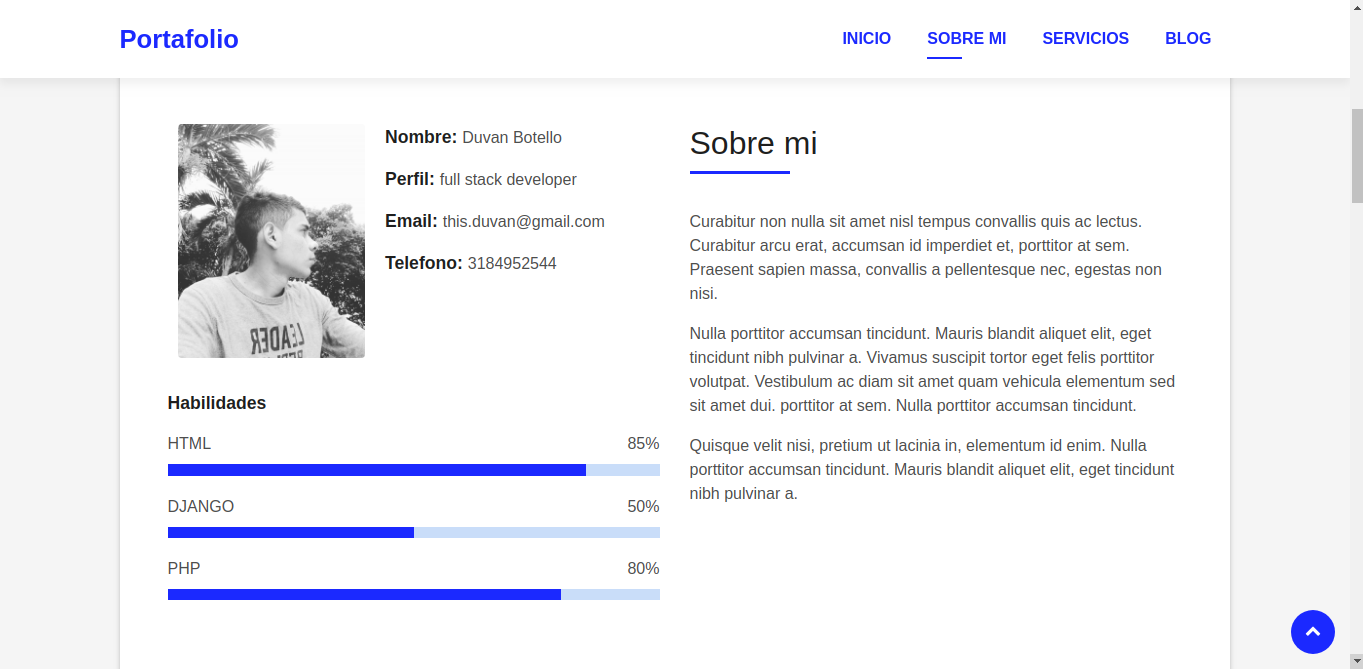 Portafolio
INICIO SOBRE MI SERVICIOS BLOG
Nombre: Duvan Botello
Perfil: full stack developer
Email: this.duvan@gmail.com
Telefono: 3184952544
LEADER
Habilidades
HTML 85%
DJANGO 50%
PHP 80%
Sobre mi
Curabitur non nulla sit amet nisl tempus convallis quis ac lectus.
Curabitur arcu erat, accumsan id imperdiet et, porttitor at sem.
Praesent sapien massa, convallis a pellentesque nec, egestas non
nisi.
Nulla porttitor accumsan tincidunt. Mauris blandit aliquet elit, eget
tincidunt nibh pulvinar a. Vivamus suscipit tortor eget felis porttitor
volutpat. Vestibulum ac diam sit amet quam vehicula elementum sed
sit amet dui. porttitor at sem. Nulla porttitor accumsan tincidunt.
Quisque velit nisi, pretium ut lacinia in, elementum id enim. Nulla
porttitor accumsan tincidunt. Mauris blandit aliquet elit, eget tincidunt
nibh pulvinar a.